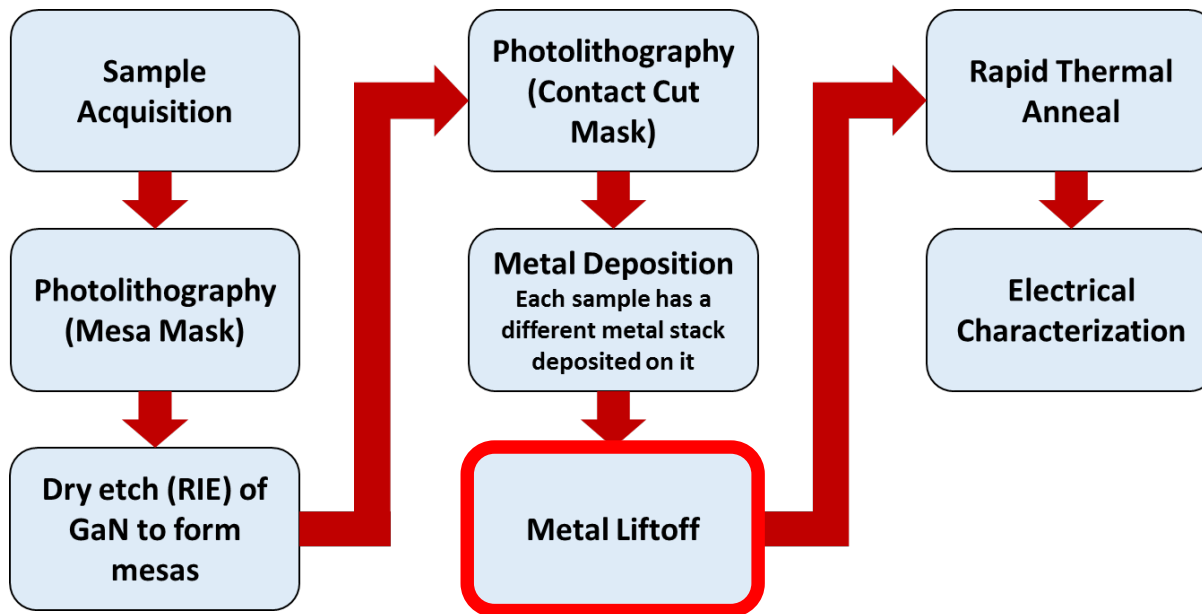 Sample
Acquisition
Photolithography
(Mesa Mask)
Dry etch (RIE) of
GaN to form
mesas
Photolithography
(Contact Cut
Mask)
Metal Deposition
Each sample has a
different metal stack
deposited on it
Metal Liftoff
Rapid Thermal
Anneal
Electrical
Characterization